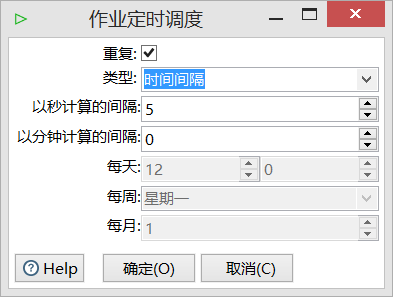 作业定时调度
重复:
类型: 时间间隔
以秒计算的间隔: 5
以分钟计算的间隔: 0
每天: 12 0
每周: 星期一
每月: 1
Help 确定(O) 取消(C)